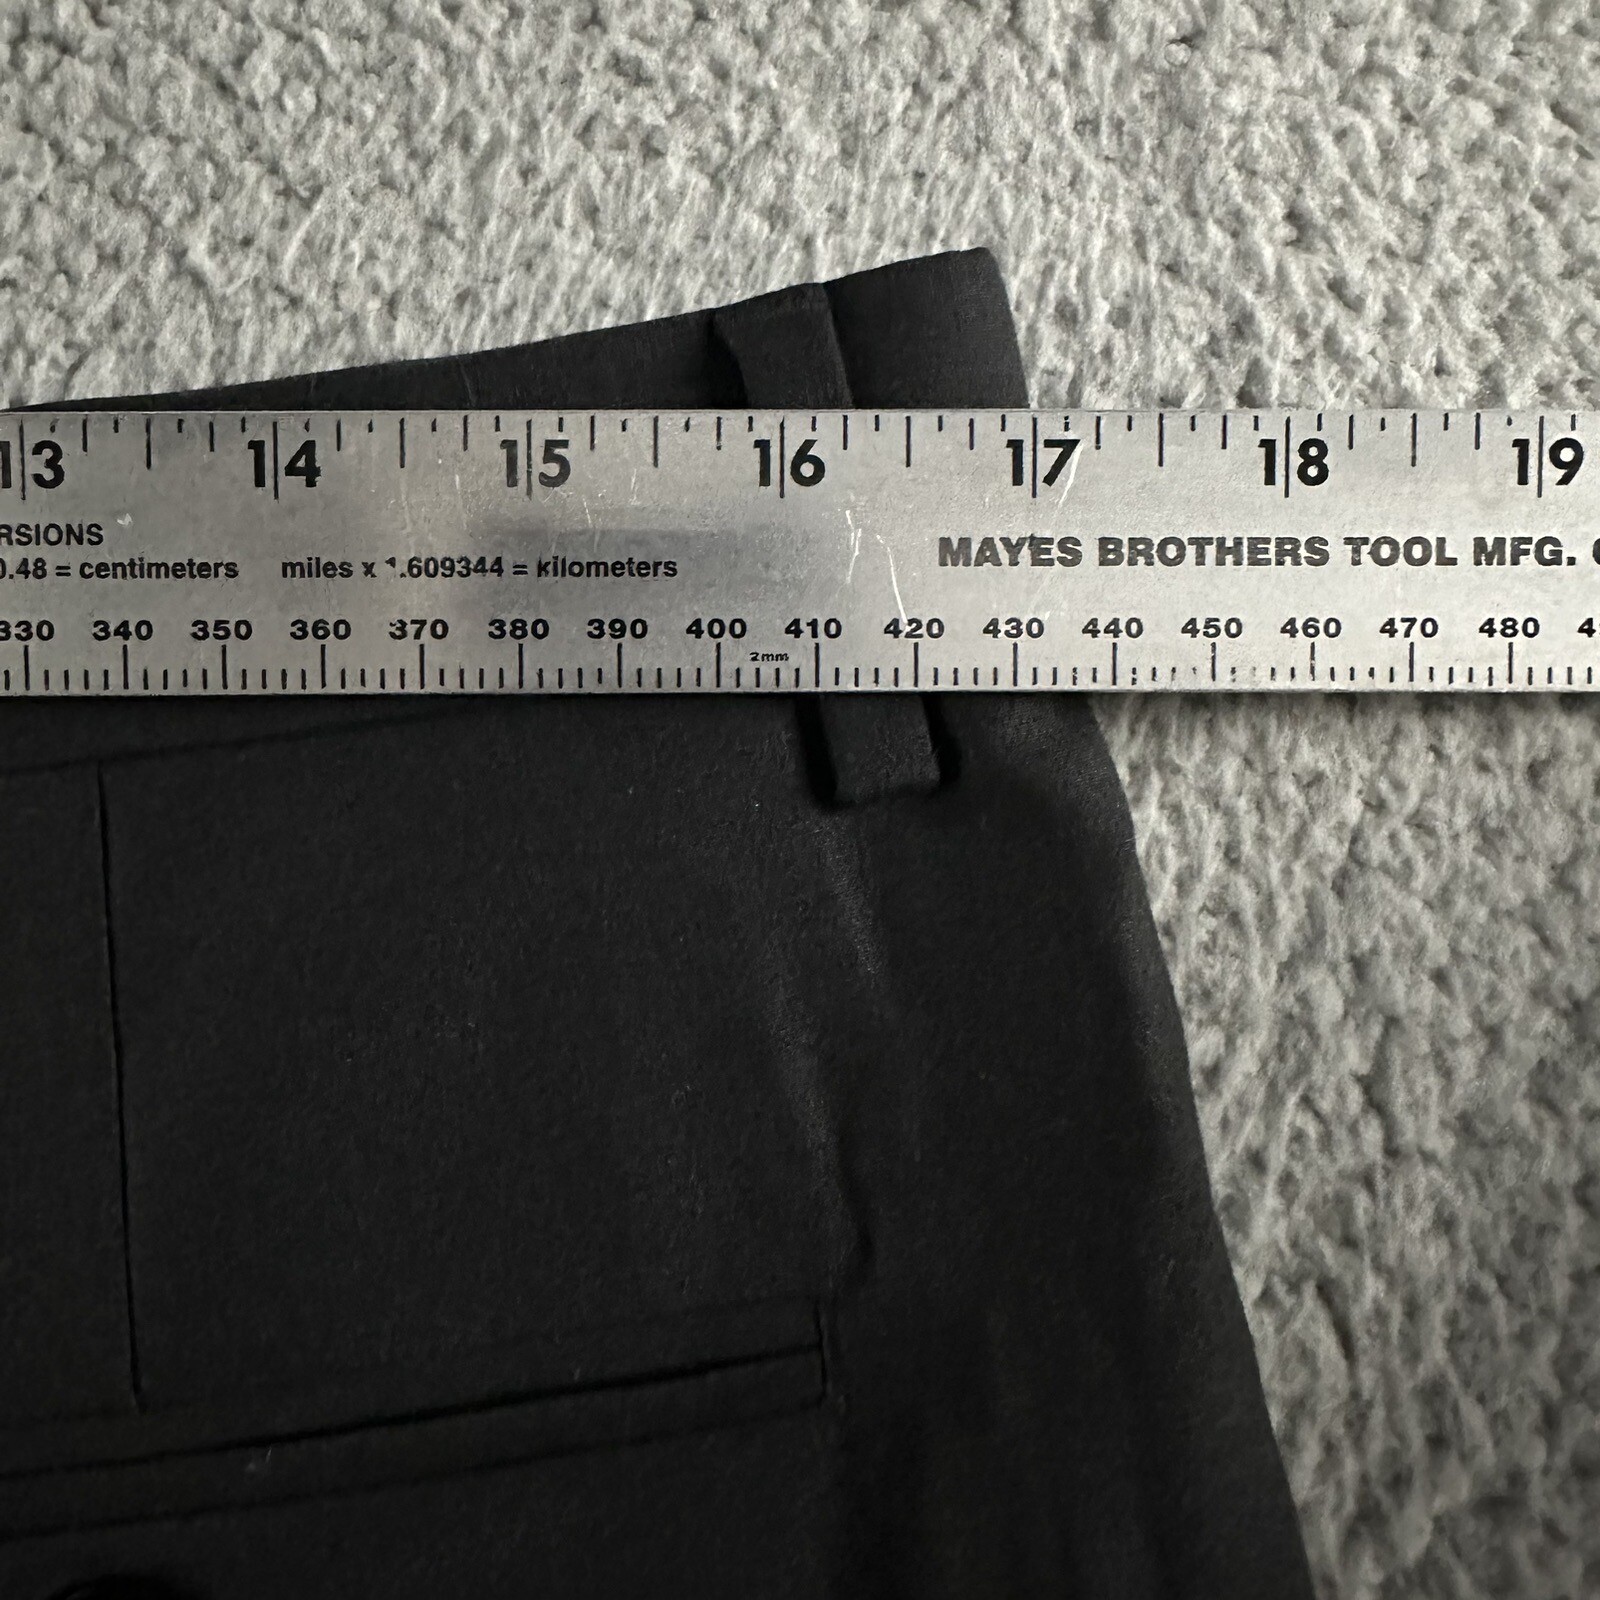 13 14 15 16 17 18 19
RSIONS
0.48 = centimeters miles x 1.609344 = kilometers MAYES BROTHERS TOOL MFG.
330 340 350 360 370 380 390 400 410 420 430 440 450 460 470 480
2mm